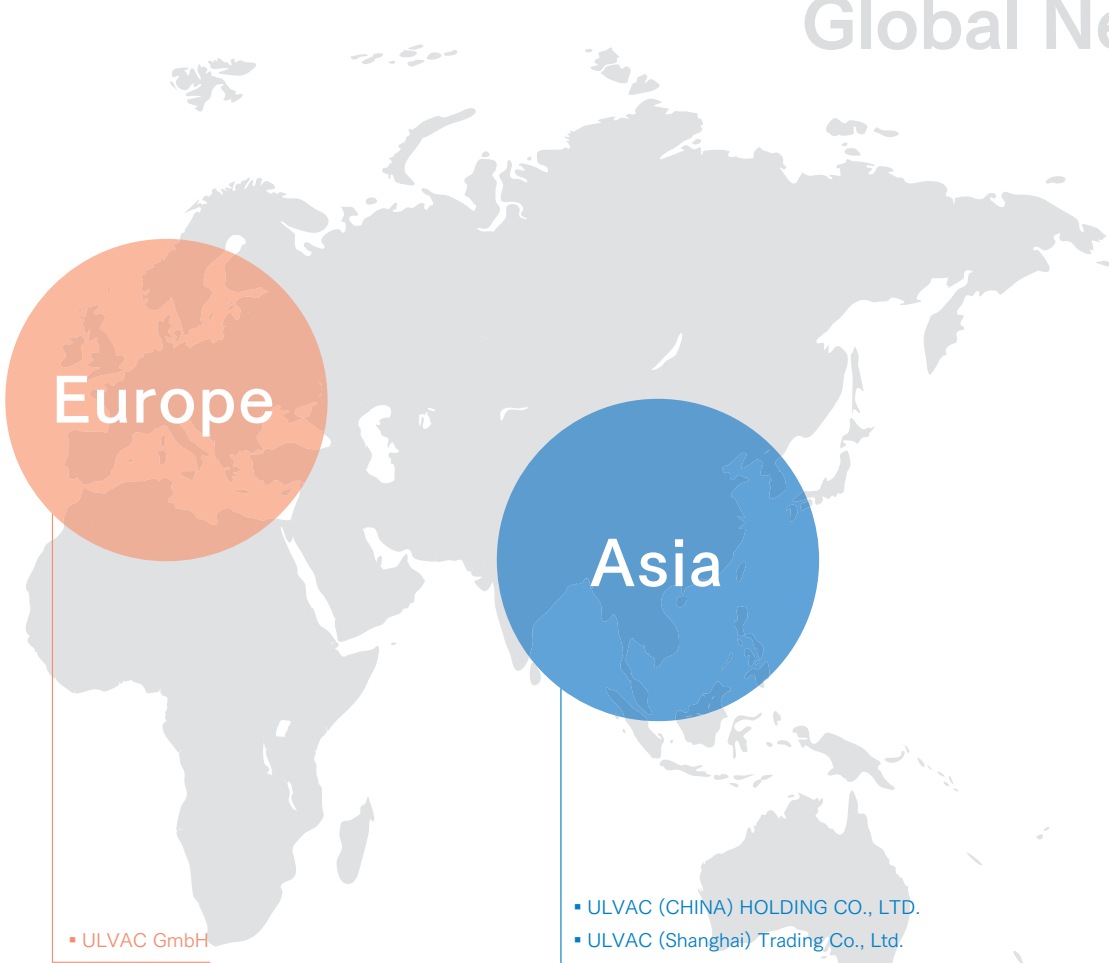 Global Ne
Europe
Asia
▪ ULVAC (CHINA) HOLDING CO., LTD.
▪ ULVAC GmbH
▪ ULVAC (Shanghai) Trading Co., Ltd.